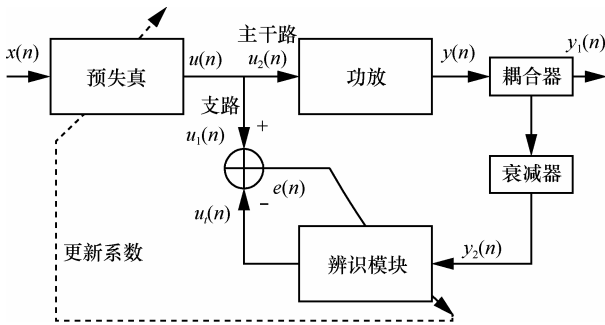 x(n)
预失真
u(n)
主干路
u₂(n)
功放
y(n)
耦合器
y₁(n)
支路
u₁(n)
+
e(n)
衰减器
uₜ(n)
−
更新系数
辨识模块
y₂(n)